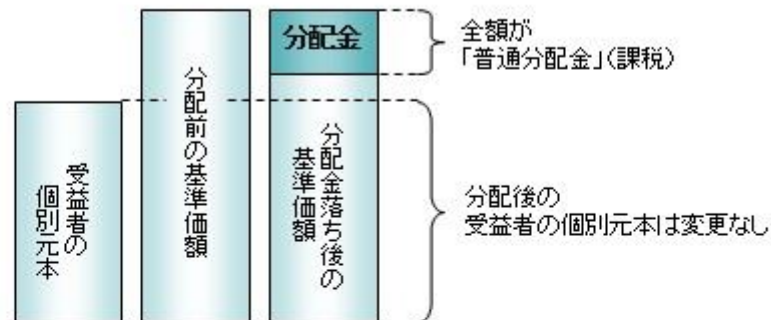 受益者の
個別元本
分配前の基準価額
分配金
分配金落ち後の
基準価額
全額が
「普通分配金」(課税)
分配後の
受益者の個別元本は変更なし